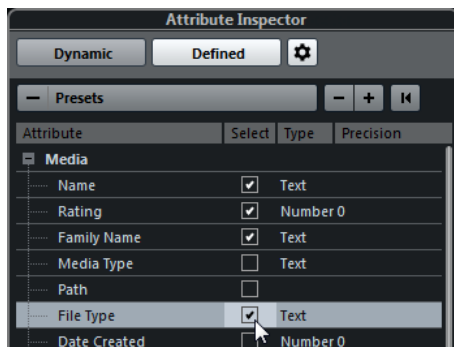 Attribute Inspector
Dynamic Defined
Presets
Attribute Select Type Precision
Media
Name Text
Rating Number 0
Family Name Text
Media Type Text
Path
File Type Text
Date Created Number 0